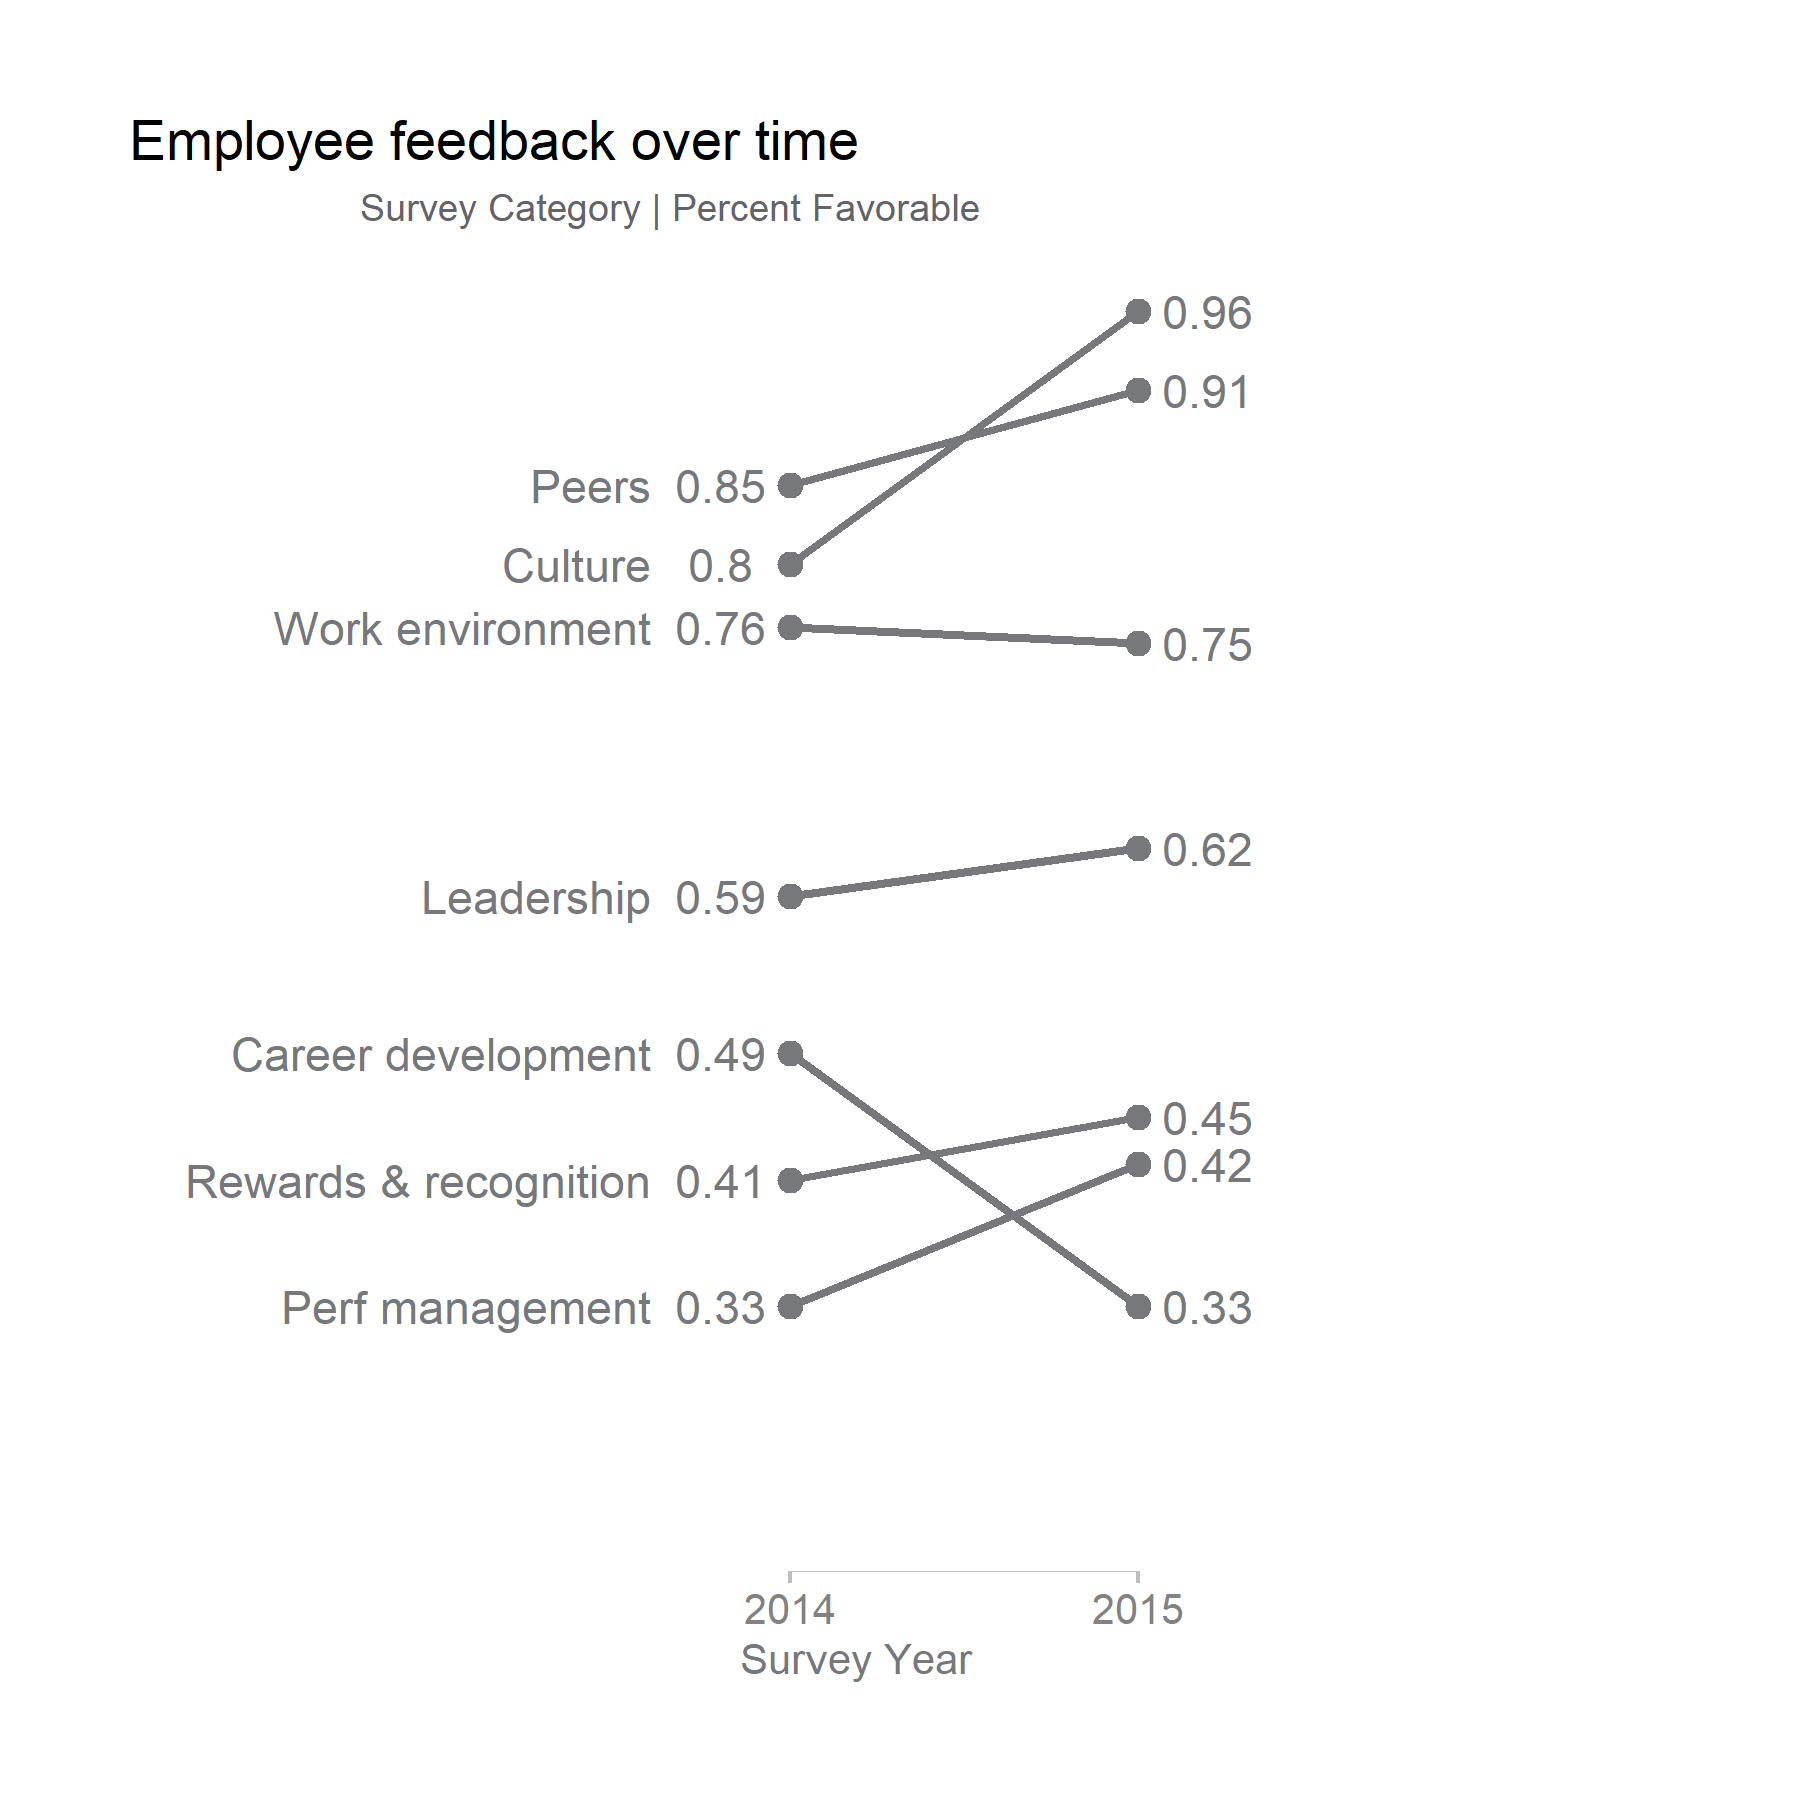 Employee feedback over time
Survey Category | Percent Favorable
0.96
0.91
Peers 0.85
Culture 0.8
Work environment 0.76
0.75
0.62
Leadership 0.59
Career development 0.49
0.45
0.42
Rewards & recognition 0.41
Perf management 0.33
0.33
2014 2015
Survey Year